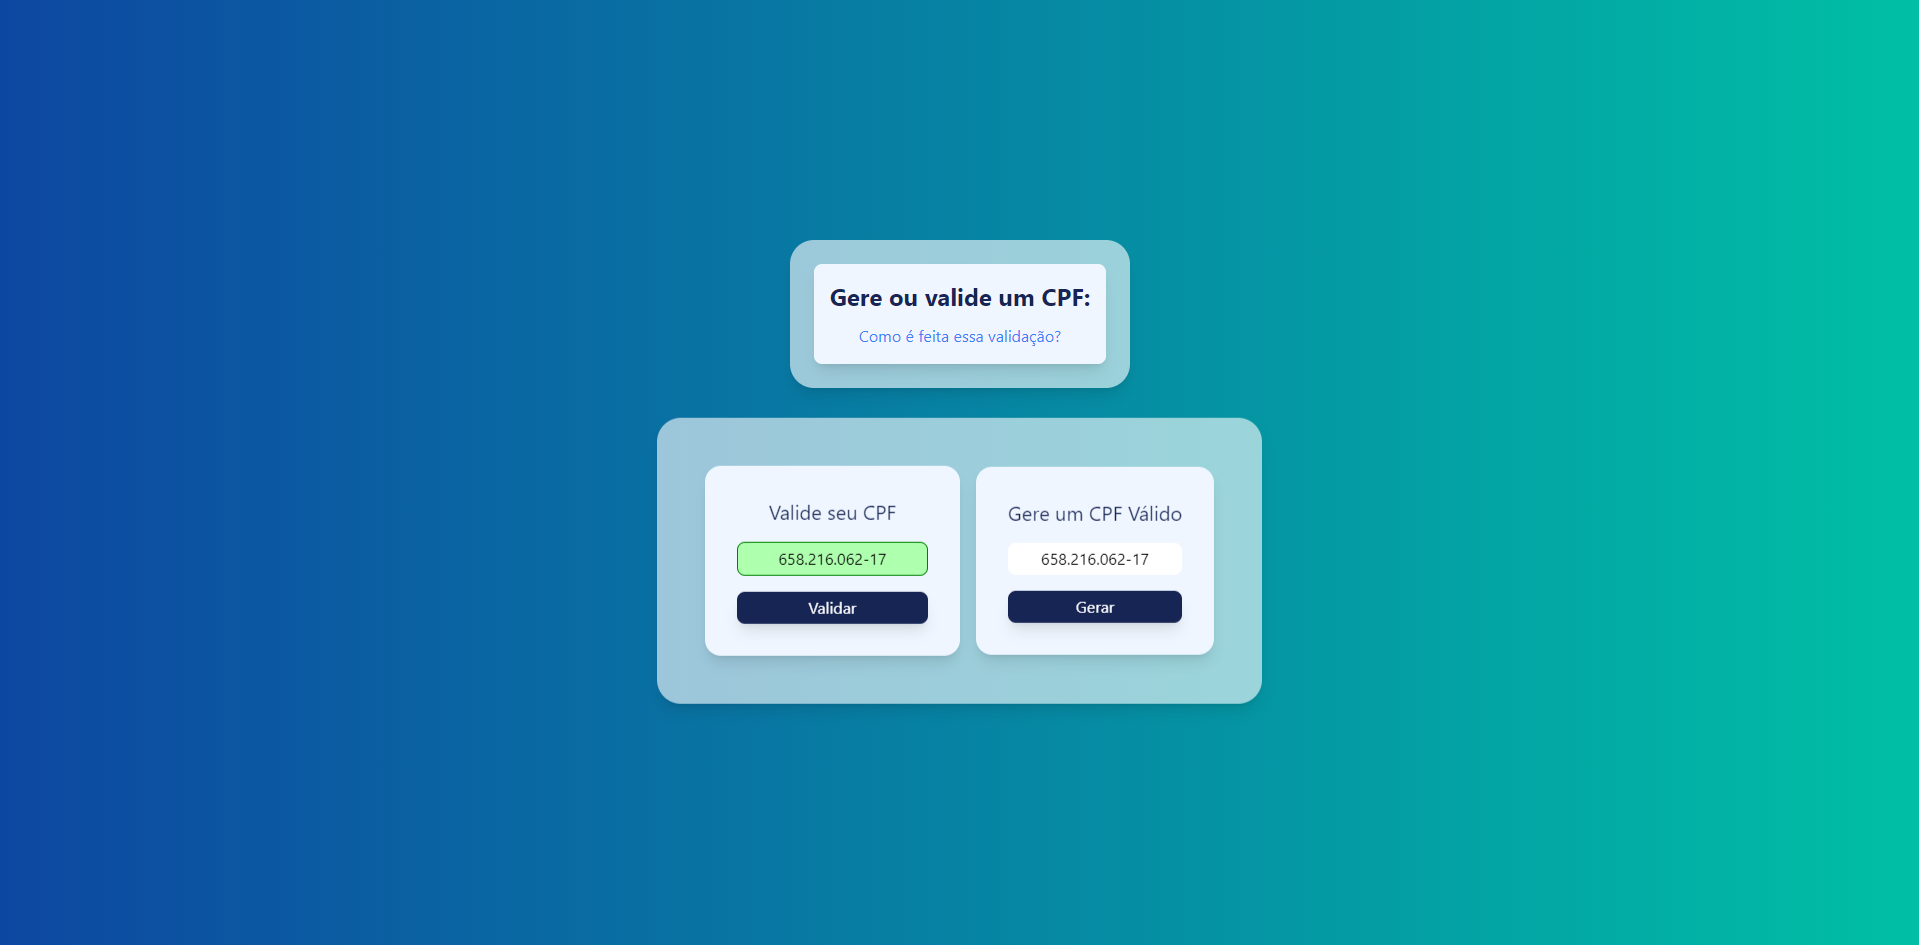 Gere ou valide um CPF:
Como é feita essa validação?
Valide seu CPF
658.216.062-17
Validar
Gere um CPF Válido
658.216.062-17
Gerar